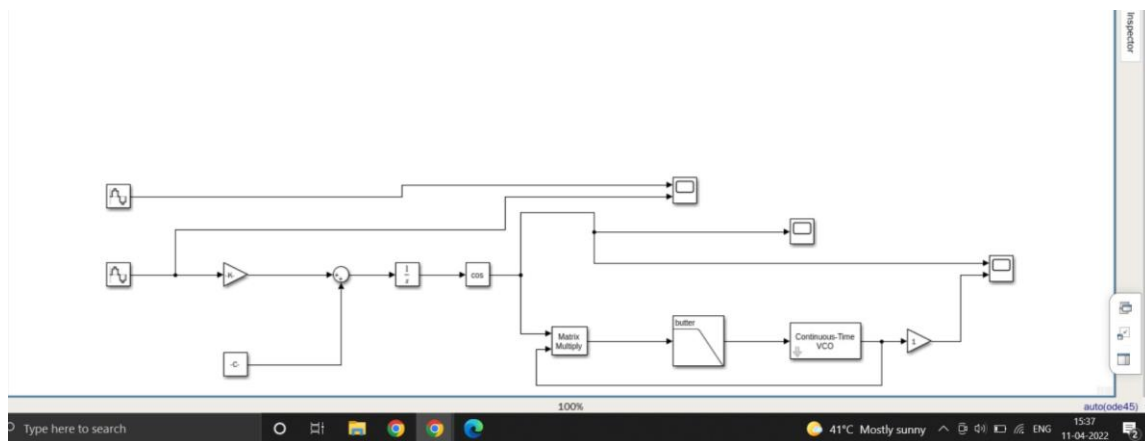 Inspector
-K-
1
s
cos
-C-
Matrix
Multiply
butter
Continuous-Time
VCO
1
100%
auto(ode45)
Type here to search
41°C Mostly sunny
ENG
15:37
11-04-2022